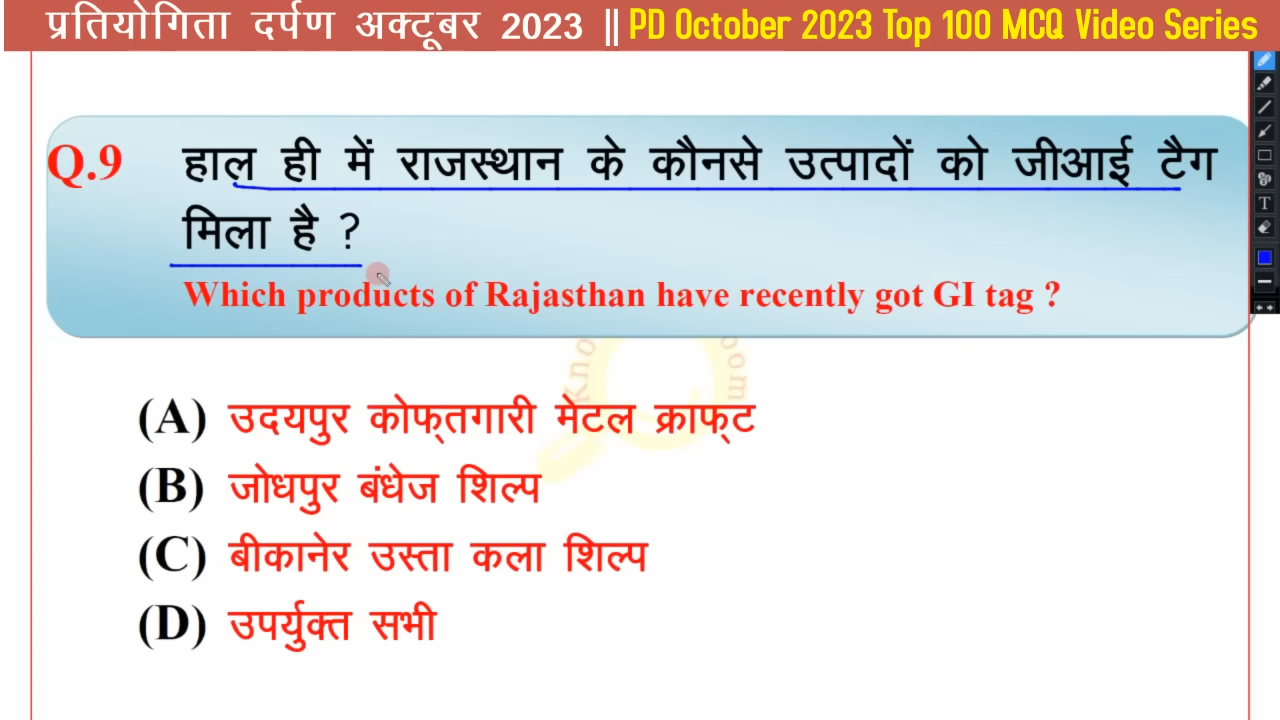 प्रतियोगिता दर्पण अक्टूबर 2023 || PD October 2023 Top 100 MCQ Video Series
Q.9 हाल ही में राजस्थान के कौनसे उत्पादों को जीआई टैग
मिला है ?
Which products of Rajasthan have recently got GI tag ?
(A) उदयपुर कोफ्तगारी मेटल क्राफ्ट
(B) जोधपुर बंधेज शिल्प
(C) बीकानेर उस्ता कला शिल्प
(D) उपर्युक्त सभी